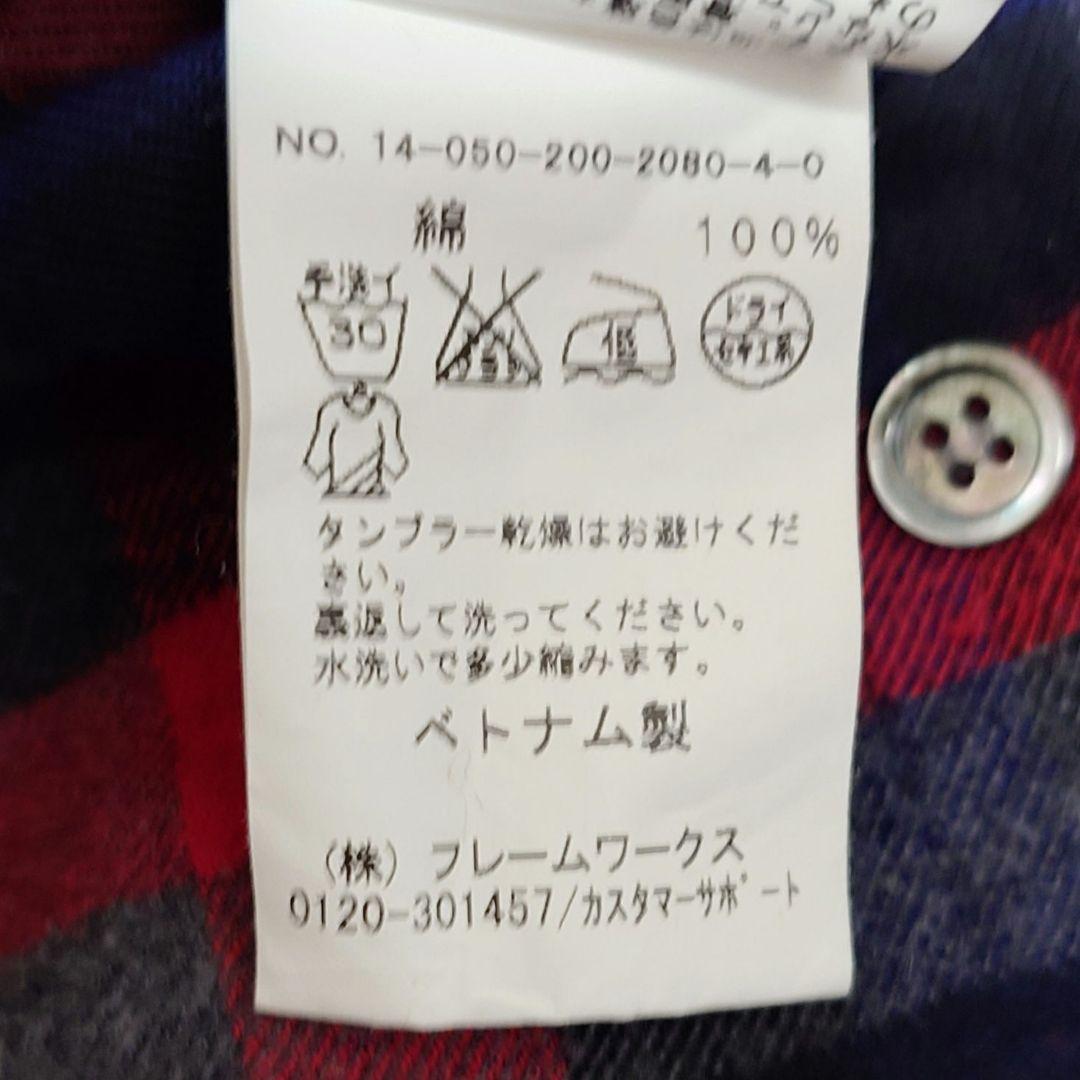 NO. 14-050-200-2080-4-0
綿 100%
手洗イ
30
低
ドライ
セキユ系
タンブラー乾燥はお避けくだ
さい。
裏返して洗ってください。
水洗いで多少縮みます。
ベトナム製
(株) フレームワークス
0120-301457/カスタマーサポート